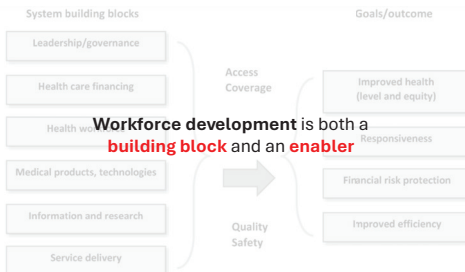 System building blocks
Goals/outcome
Leadership/governance
Health care financing
Health
Medical products, technologies
Information and research
Service delivery
Access
Coverage
Quality
Safety
Workforce development is both a
building block and an enabler
Improved health
(level and equity)
Responsiveness
Financial risk protection
Improved efficiency